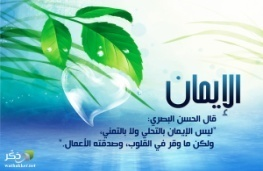 الإيمان
قال الحسن البصري:
"ليس الإيمان بالتحلي ولا بالتمني،
ولكن ما وقر في القلوب، وصدقته الأعمال."